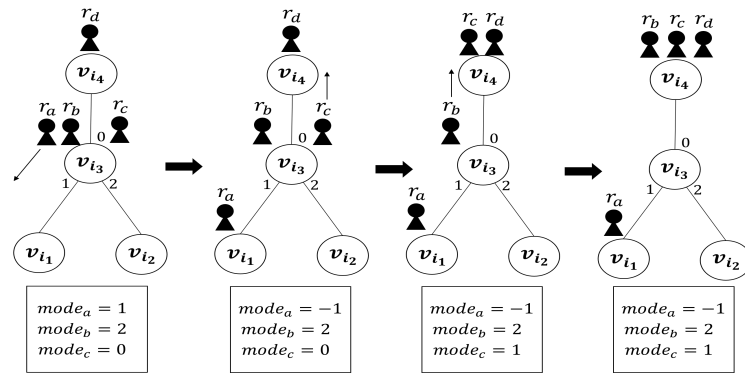 r_d
v_{i_4}
r_a r_b r_c
0
v_{i_3}
1 2
v_{i_1} v_{i_2}
mode_a = 1
mode_b = 2
mode_c = 0
r_d
v_{i_4}
r_b r_c
0
v_{i_3}
1 2
r_a
v_{i_1} v_{i_2}
mode_a = −1
mode_b = 2
mode_c = 0
r_c r_d
v_{i_4}
r_b
0
v_{i_3}
1 2
r_a
v_{i_1} v_{i_2}
mode_a = −1
mode_b = 2
mode_c = 1
r_b r_c r_d
v_{i_4}
0
v_{i_3}
1 2
r_a
v_{i_1} v_{i_2}
mode_a = −1
mode_b = 2
mode_c = 1